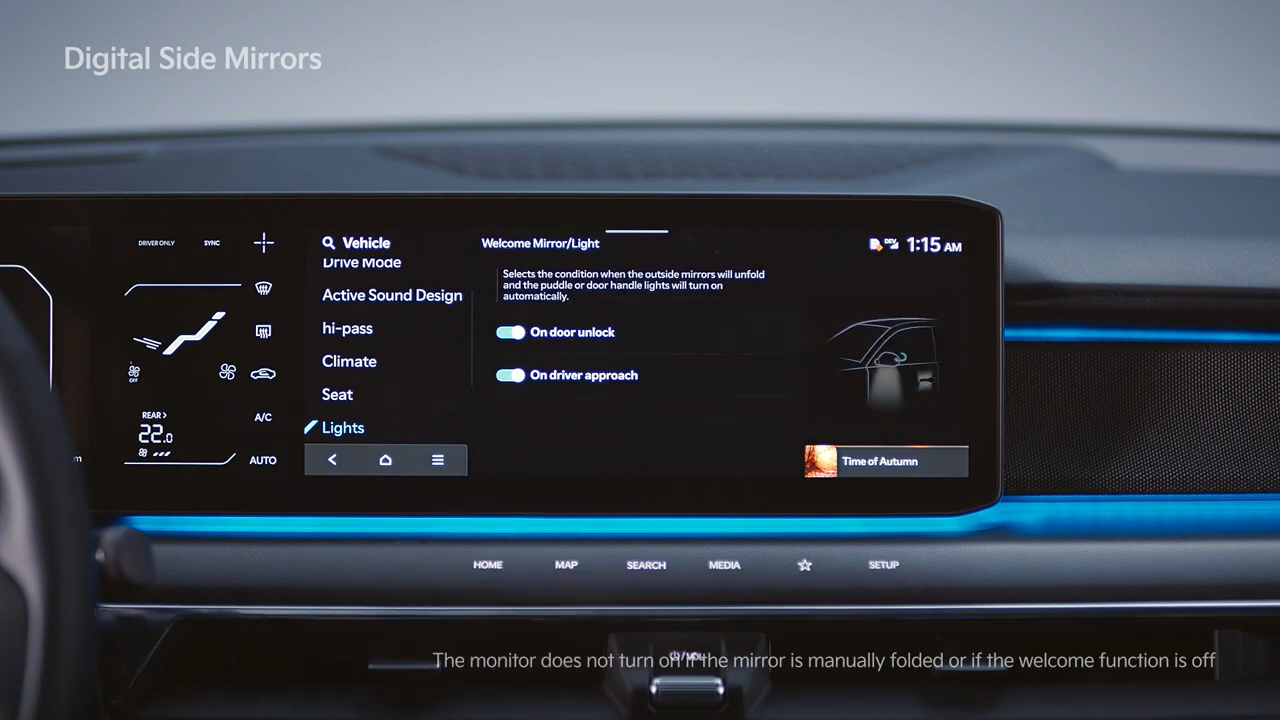 Digital Side Mirrors
DRIVER ONLY
SYNC
OFF
REAR >
22.0
A/C
AUTO
m
Vehicle
Drive Mode
Active Sound Design
hi-pass
Climate
Seat
Lights
Welcome Mirror/Light
1:15 AM
Selects the condition when the outside mirrors will unfold
and the puddle or door handle lights will turn on
automatically.
On door unlock
On driver approach
Time of Autumn
HOME
MAP
SEARCH
MEDIA
SETUP
The monitor does not turn on if the mirror is manually folded or if the welcome function is off